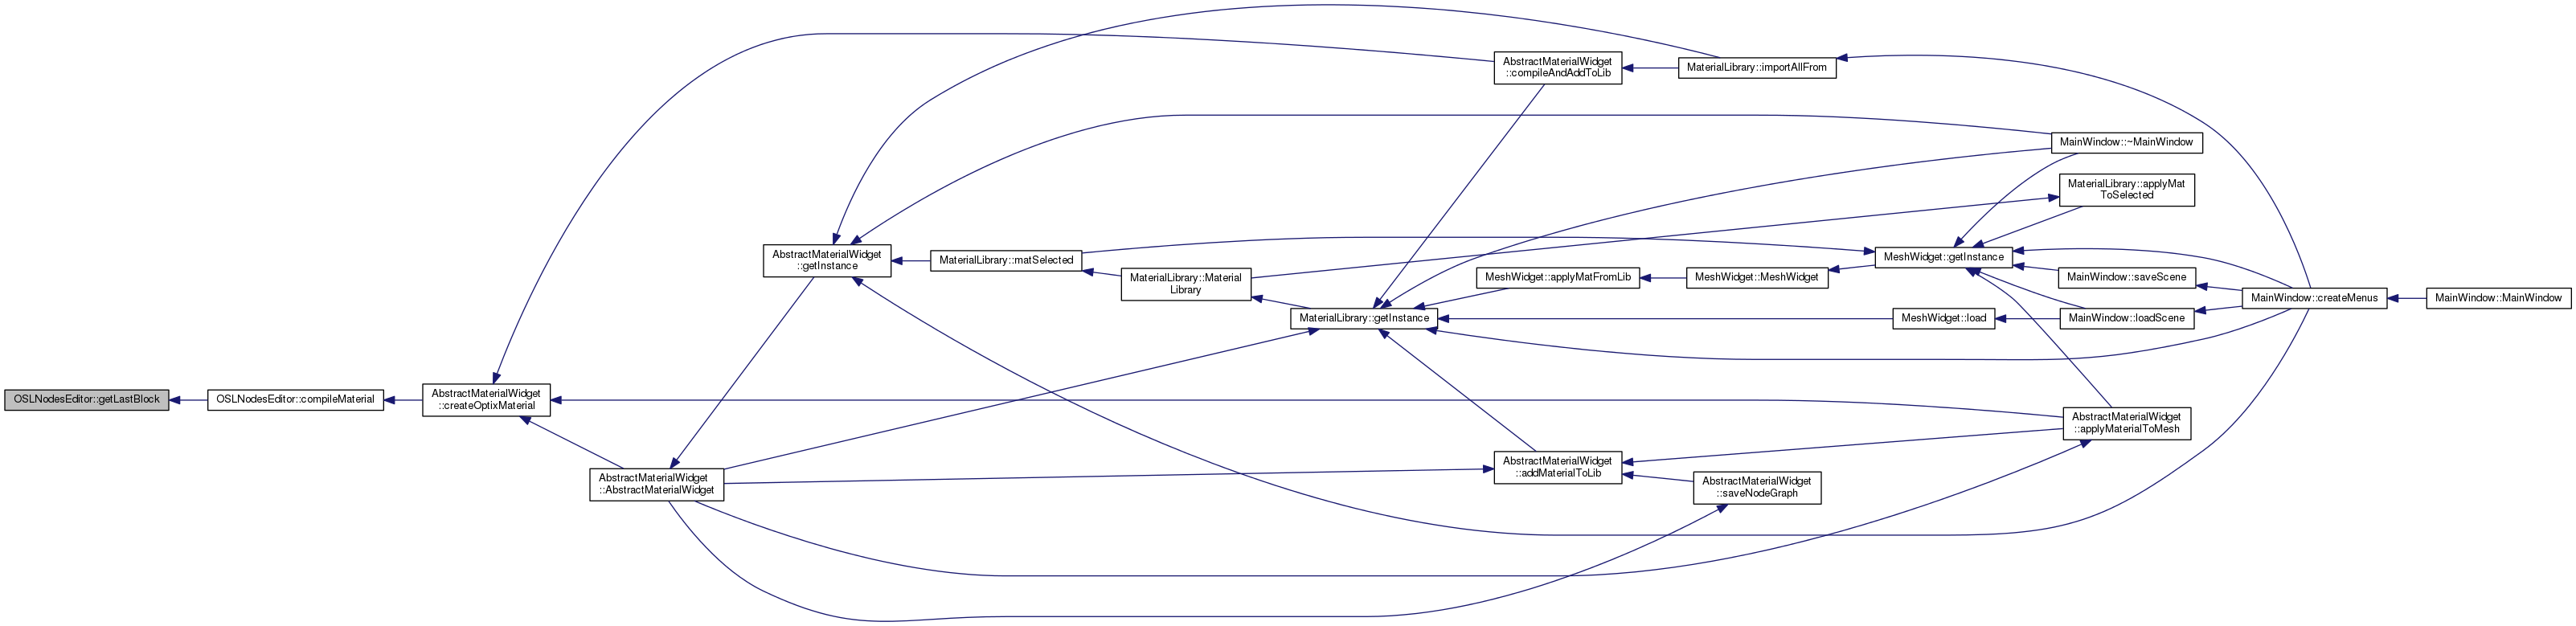 AbstractMaterialWidget
::compileAndAddToLib
MaterialLibrary::importAllFrom
MainWindow::~MainWindow
MaterialLibrary::applyMat
ToSelected
AbstractMaterialWidget
::getInstance
MaterialLibrary::matSelected
MaterialLibrary::Material
Library
MeshWidget::applyMatFromLib
MeshWidget::MeshWidget
MeshWidget::getInstance
MainWindow::saveScene
MainWindow::createMenus
MainWindow::MainWindow
MaterialLibrary::getInstance
MeshWidget::load
MainWindow::loadScene
OSLNodesEditor::getLastBlock
OSLNodesEditor::compileMaterial
AbstractMaterialWidget
::createOptixMaterial
AbstractMaterialWidget
::applyMaterialToMesh
AbstractMaterialWidget
::AbstractMaterialWidget
AbstractMaterialWidget
::addMaterialToLib
AbstractMaterialWidget
::saveNodeGraph